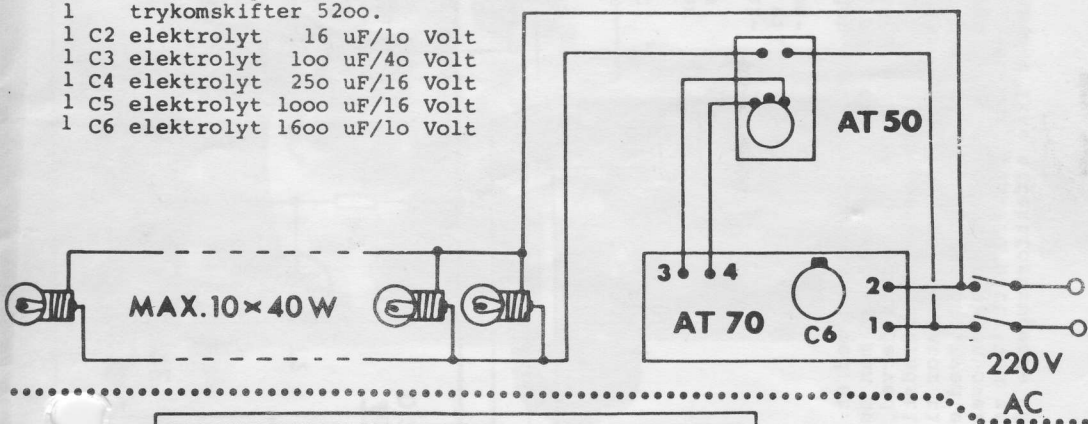 1 trykomskifter 52oo.
1 C2 elektrolyt 16 uF/1o Volt
1 C3 elektrolyt 1oo uF/4o Volt
1 C4 elektrolyt 25o uF/16 Volt
1 C5 elektrolyt 1ooo uF/16 Volt
1 C6 elektrolyt 16oo uF/1o Volt
AT 50
3 4
2
MAX. 10 × 40 W
AT 70
C6
1
220 V
AC